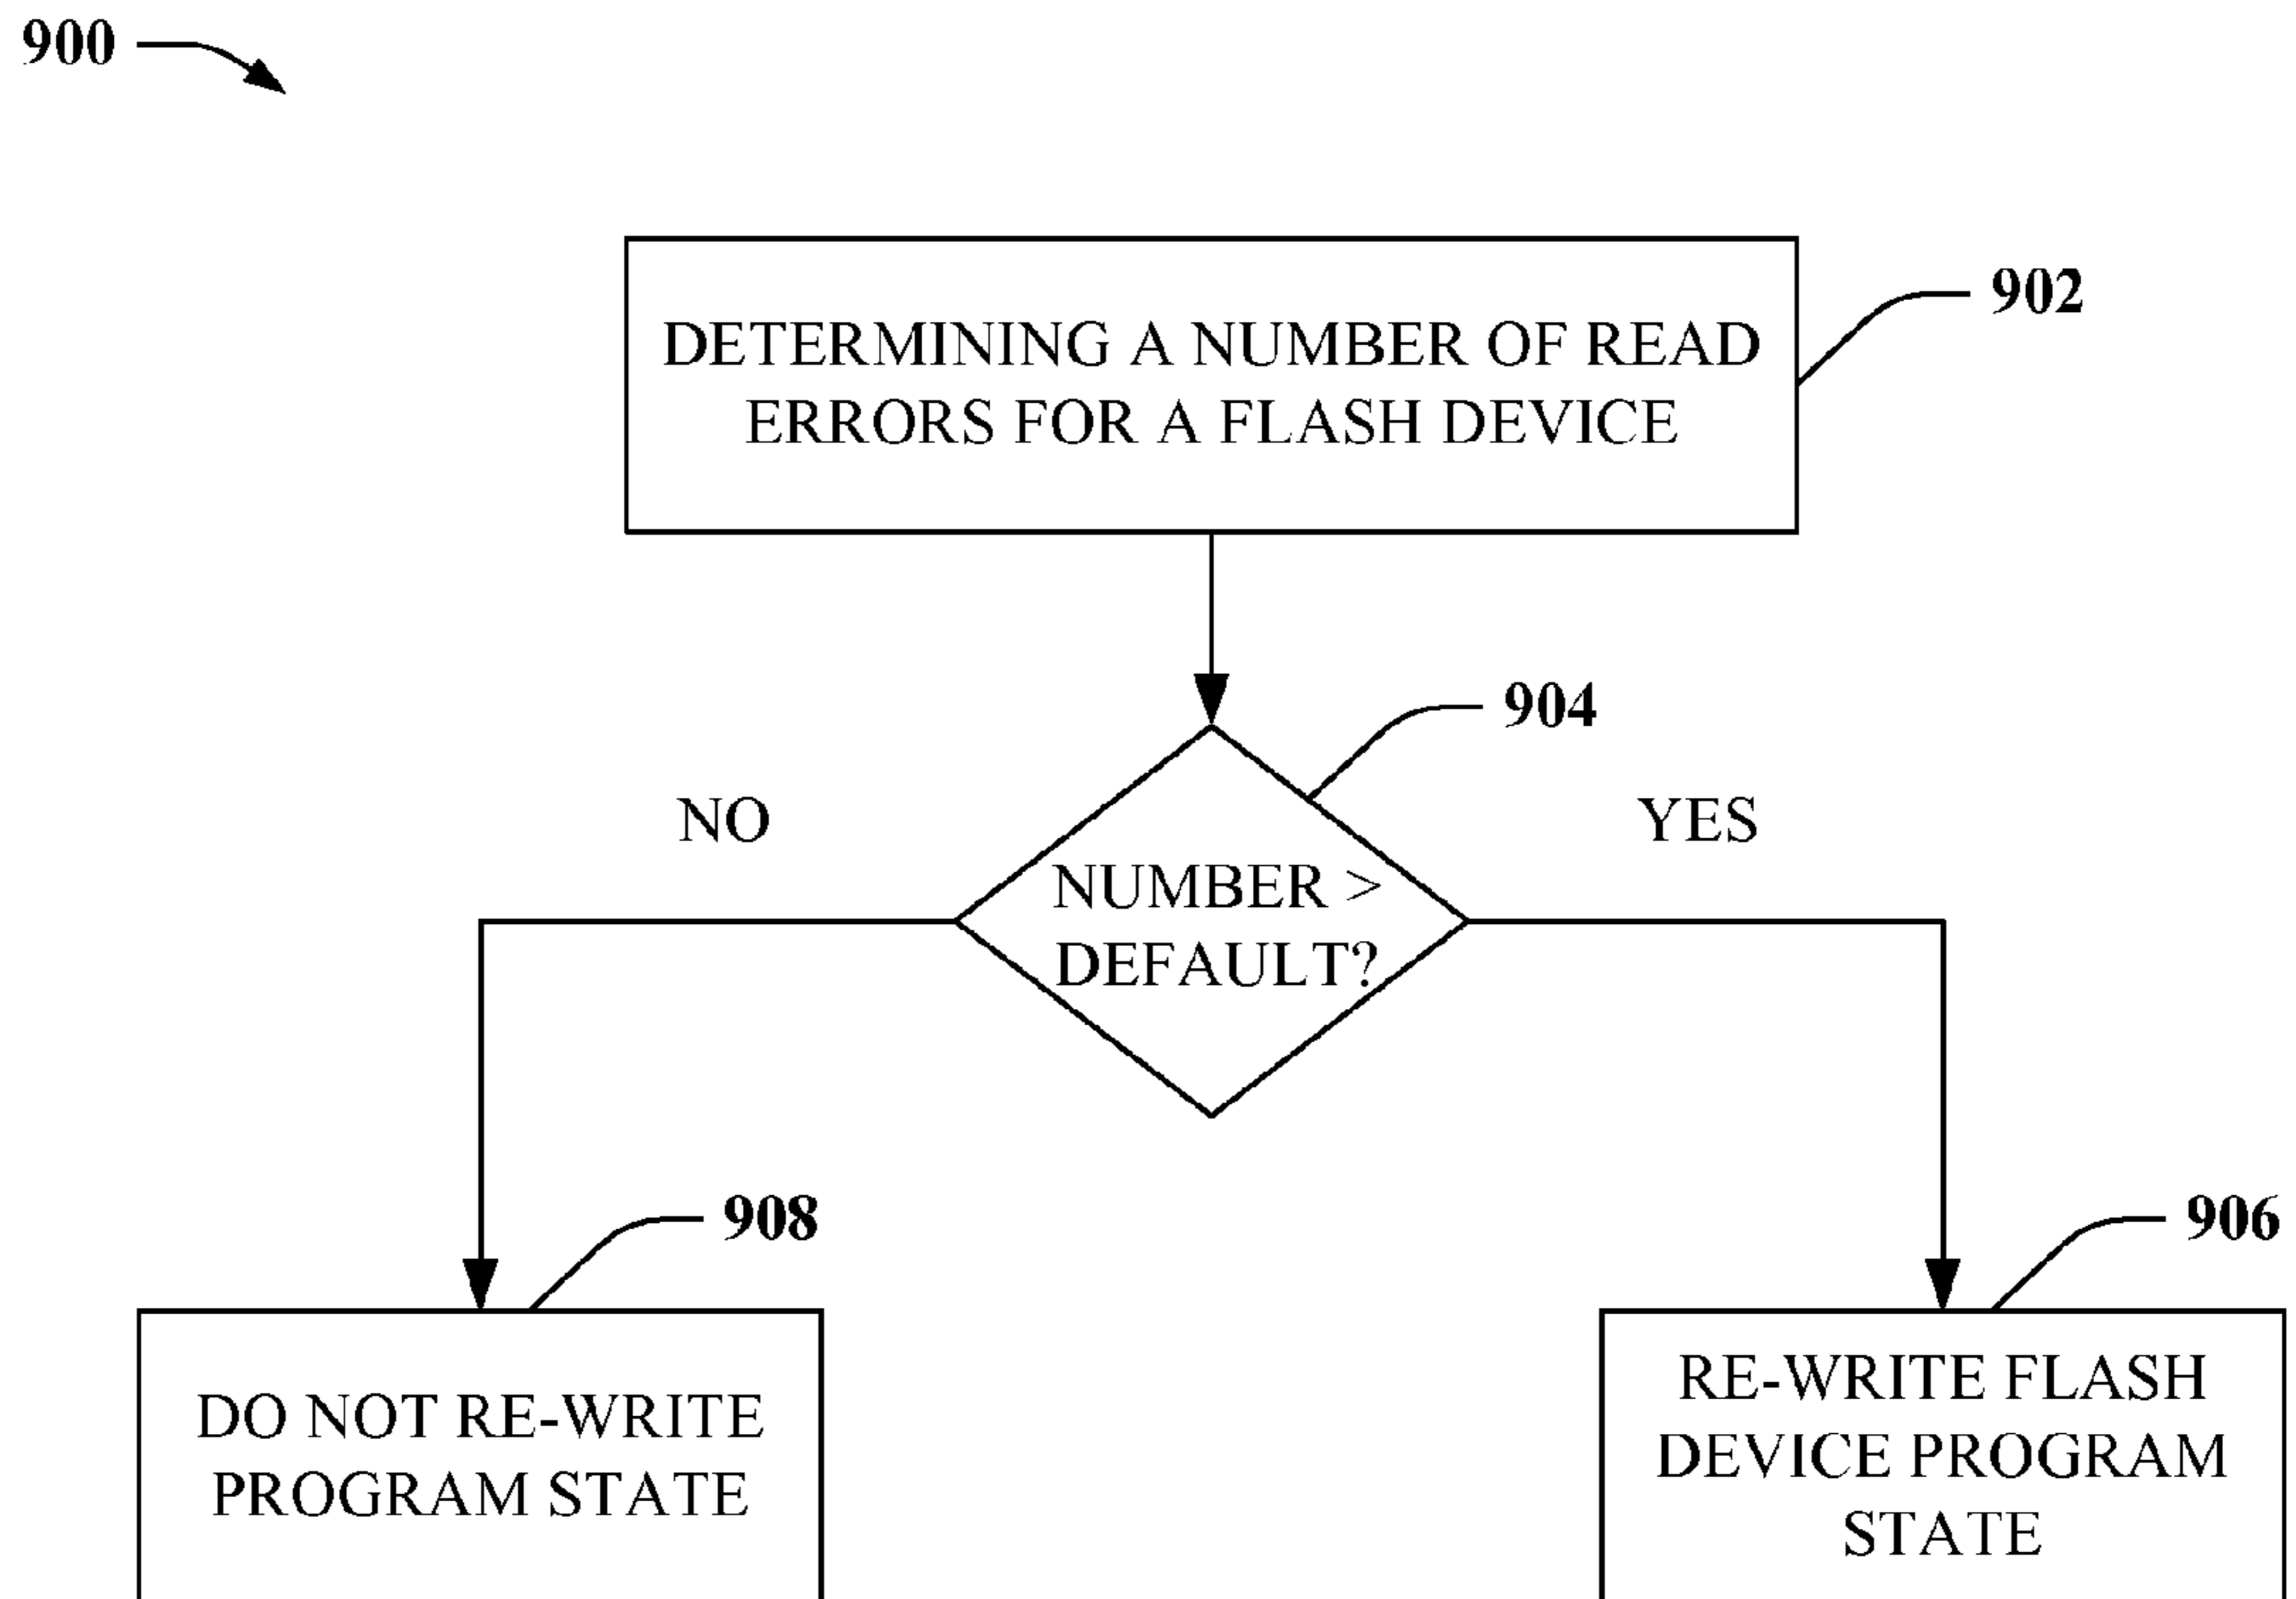 900
DETERMINING A NUMBER OF READ
ERRORS FOR A FLASH DEVICE
902
904
NO
YES
NUMBER >
DEFAULT?
908
906
DO NOT RE-WRITE
PROGRAM STATE
RE-WRITE FLASH
DEVICE PROGRAM
STATE